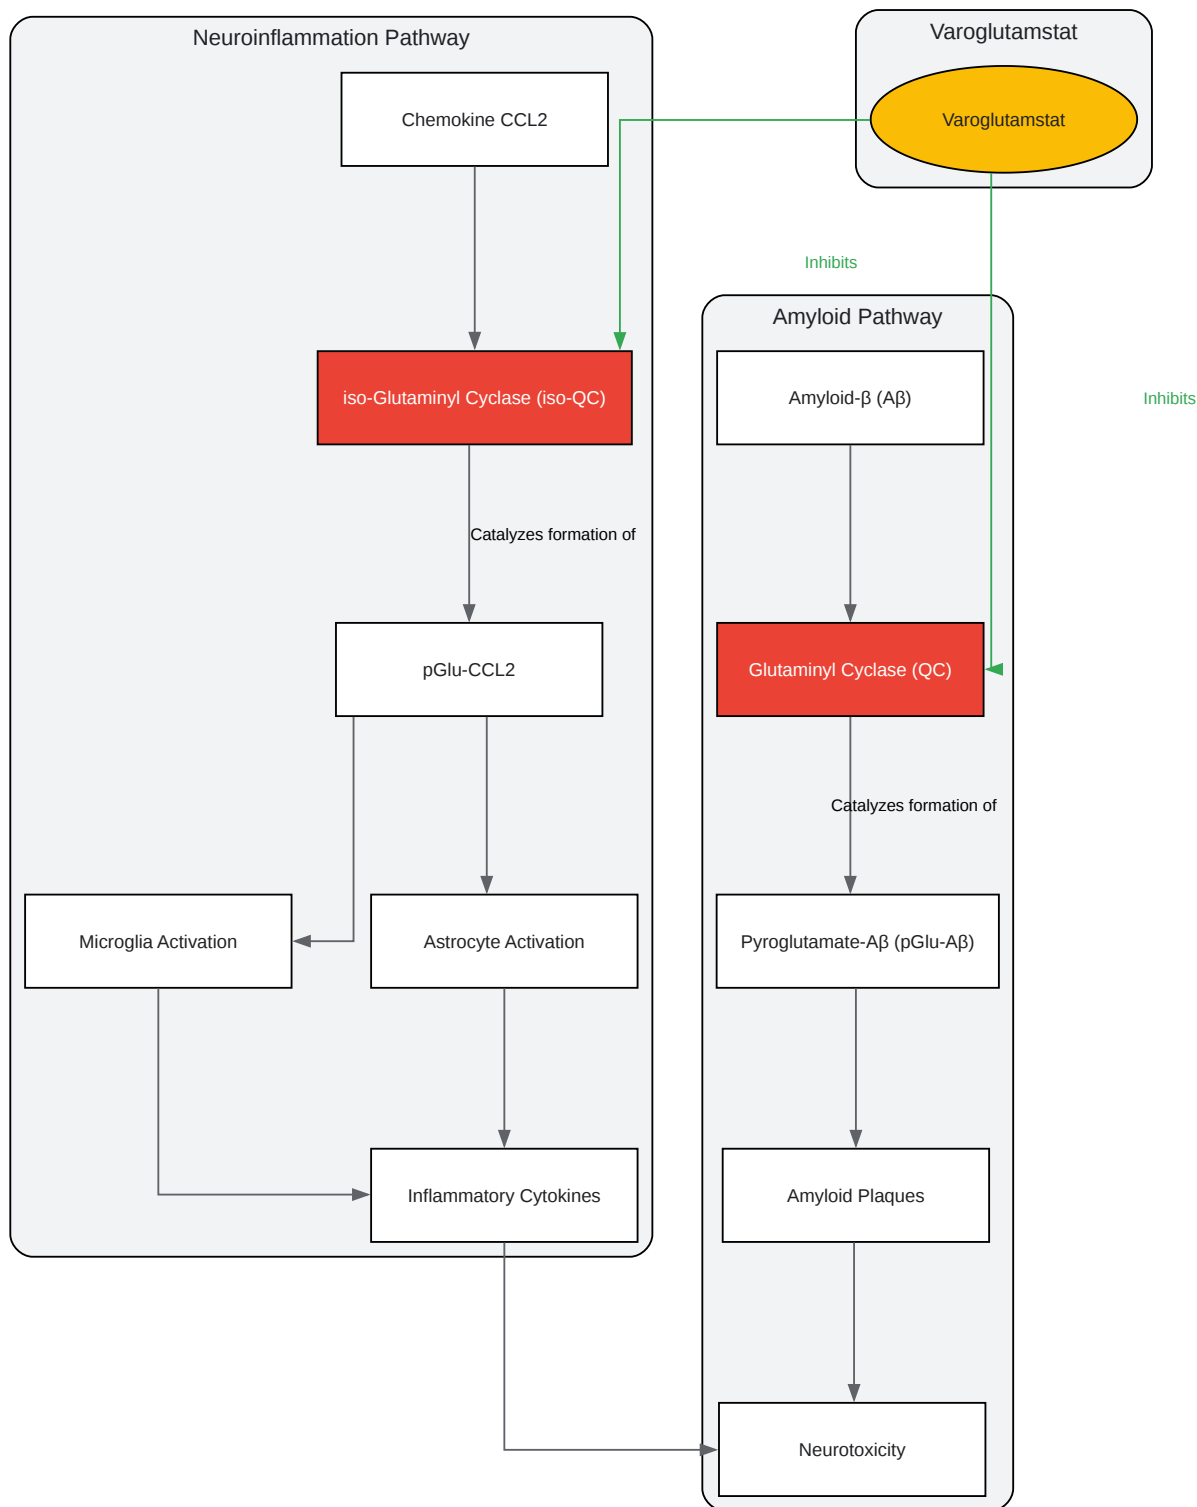 Neuroinflammation Pathway
Chemokine CCL2
iso-Glutaminyl Cyclase (iso-QC)
Catalyzes formation of
pGlu-CCL2
Microglia Activation
Astrocyte Activation
Inflammatory Cytokines
Varoglutamstat
Varoglutamstat
Inhibits
Inhibits
Amyloid Pathway
Amyloid-β (Aβ)
Glutaminyl Cyclase (QC)
Catalyzes formation of
Pyroglutamate-Aβ (pGlu-Aβ)
Amyloid Plaques
Neurotoxicity